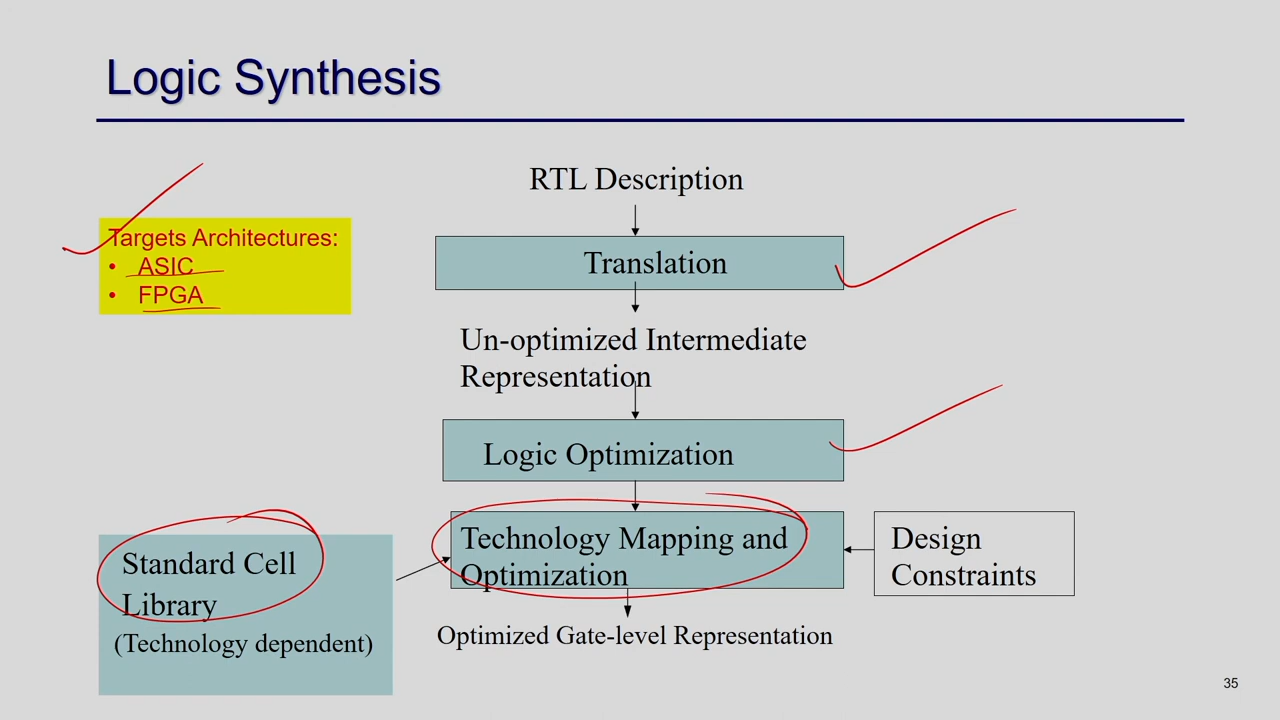 Logic Synthesis
RTL Description
Targets Architectures:
• ASIC
• FPGA
Translation
Un-optimized Intermediate
Representation
Logic Optimization
Technology Mapping and
Optimization
Design
Constraints
Standard Cell
Library
(Technology dependent)
Optimized Gate-level Representation
35